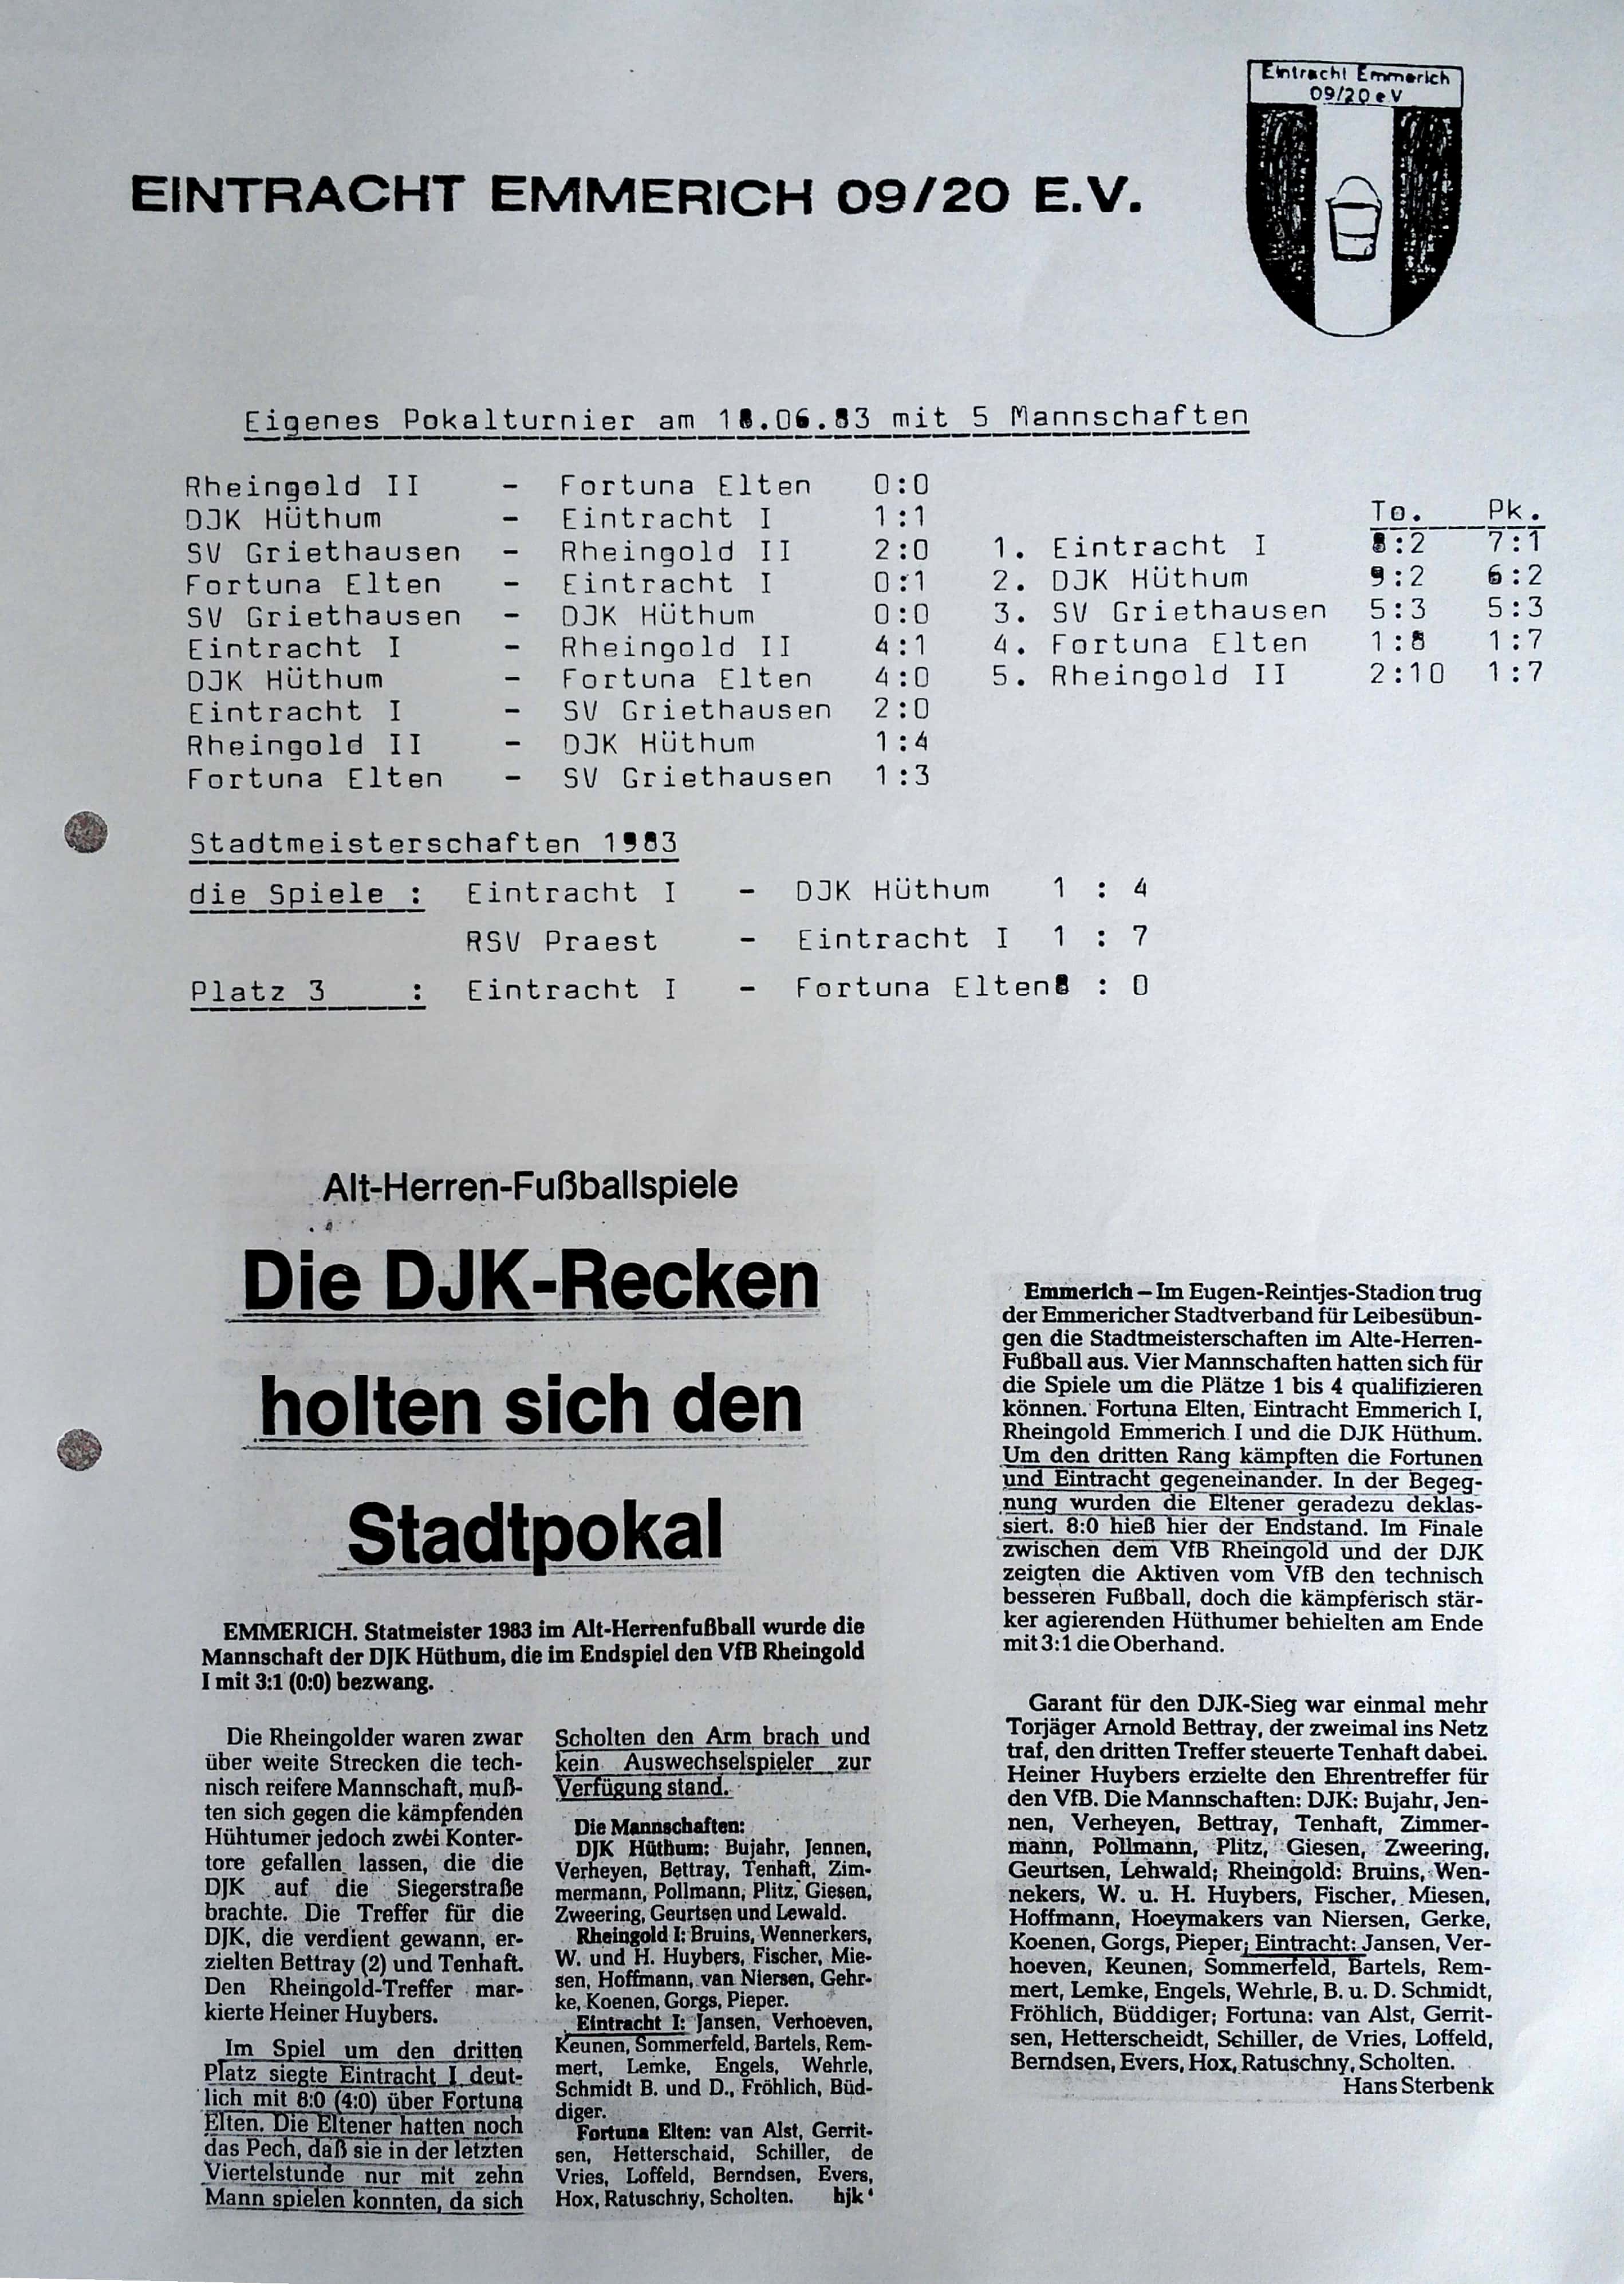 Eintracht Emmerich
09/20 e V
EINTRACHT EMMERICH 09/20 E.V.
Eigenes Pokalturnier am 18.06.83 mit 5 Mannschaften
Rheingold II - Fortuna Elten 0:0
DJK Hüthum - Eintracht I 1:1
SV Griethausen - Rheingold II 2:0
Fortuna Elten - Eintracht I 0:1
SV Griethausen - DJK Hüthum 0:0
Eintracht I - Rheingold II 4:1
DJK Hüthum - Fortuna Elten 4:0
Eintracht I - SV Griethausen 2:0
Rheingold II - DJK Hüthum 1:4
Fortuna Elten - SV Griethausen 1:3
To. Pk.
1. Eintracht I 8:2 7:1
2. DJK Hüthum 9:2 6:2
3. SV Griethausen 5:3 5:3
4. Fortuna Elten 1:8 1:7
5. Rheingold II 2:10 1:7
Stadtmeisterschaften 1983
die Spiele : Eintracht I - DJK Hüthum 1 : 4
RSV Praest - Eintracht I 1 : 7
Platz 3 : Eintracht I - Fortuna Elten 8 : 0
Alt-Herren-Fußballspiele
Die DJK-Recken
holten sich den
Stadtpokal
EMMERICH. Statmeister 1983 im Alt-Herrenfußball wurde die
Mannschaft der DJK Hüthum, die im Endspiel den VfB Rheingold
I mit 3:1 (0:0) bezwang.
Die Rheingolder waren zwar
über weite Strecken die tech-
nisch reifere Mannschaft, muß-
ten sich gegen die kämpfenden
Hühtumer jedoch zwei Konter-
tore gefallen lassen, die die
DJK auf die Siegerstraße
brachte. Die Treffer für die
DJK, die verdient gewann, er-
zielten Bettray (2) und Tenhaft.
Den Rheingold-Treffer mar-
kierte Heiner Huybers.
Im Spiel um den dritten
Platz siegte Eintracht I deut-
lich mit 8:0 (4:0) über Fortuna
Elten. Die Eltener hatten noch
das Pech, daß sie in der letzten
Viertelstunde nur mit zehn
Mann spielen konnten, da sich
Scholten den Arm brach und
kein Auswechselspieler zur
Verfügung stand.
Die Mannschaften:
DJK Hüthum: Bujahr, Jennen,
Verheyen, Bettray, Tenhaft, Zim-
mermann, Pollmann, Plitz, Giesen,
Zweering, Geurtsen und Lewald.
Rheingold I: Bruins, Wennerkers,
W. und H. Huybers, Fischer, Mie-
sen, Hoffmann, van Niersen, Gehr-
ke, Koenen, Gorgs, Pieper.
Eintracht I: Jansen, Verhoeven,
Keunen, Sommerfeld, Bartels, Rem-
mert, Lemke, Engels, Wehrle,
Schmidt B. und D., Fröhlich, Büd-
diger.
Fortuna Elten: van Alst, Gerrit-
sen, Hetterschaid, Schiller, de
Vries, Loffeld, Berndsen, Evers,
Hox, Ratuschny, Scholten. hjk
Emmerich – Im Eugen-Reintjes-Stadion trug
der Emmericher Stadtverband für Leibesübun-
gen die Stadtmeisterschaften im Alte-Herren-
Fußball aus. Vier Mannschaften hatten sich für
die Spiele um die Plätze 1 bis 4 qualifizieren
können. Fortuna Elten, Eintracht Emmerich I,
Rheingold Emmerich I und die DJK Hüthum.
Um den dritten Rang kämpften die Fortunen
und Eintracht gegeneinander. In der Begeg-
nung wurden die Eltener geradezu deklas-
siert. 8:0 hieß hier der Endstand. Im Finale
zwischen dem VfB Rheingold und der DJK
zeigten die Aktiven vom VfB den technisch
besseren Fußball, doch die kämpferisch stär-
ker agierenden Hüthumer behielten am Ende
mit 3:1 die Oberhand.
Garant für den DJK-Sieg war einmal mehr
Torjäger Arnold Bettray, der zweimal ins Netz
traf, den dritten Treffer steuerte Tenhaft dabei.
Heiner Huybers erzielte den Ehrentreffer für
den VfB. Die Mannschaften: DJK: Bujahr, Jen-
nen, Verheyen, Bettray, Tenhaft, Zimmer-
mann, Pollmann, Plitz, Giesen, Zweering,
Geurtsen, Lehwald; Rheingold: Bruins, Wen-
nekers, W. u. H. Huybers, Fischer, Miesen,
Hoffmann, Hoeymakers van Niersen, Gerke,
Koenen, Gorgs, Pieper; Eintracht: Jansen, Ver-
hoeven, Keunen, Sommerfeld, Bartels, Rem-
mert, Lemke, Engels, Wehrle, B. u. D. Schmidt,
Fröhlich, Büddiger; Fortuna: van Alst, Gerrit-
sen, Hetterscheidt, Schiller, de Vries, Loffeld,
Berndsen, Evers, Hox, Ratuschny, Scholten.
Hans Sterbenk